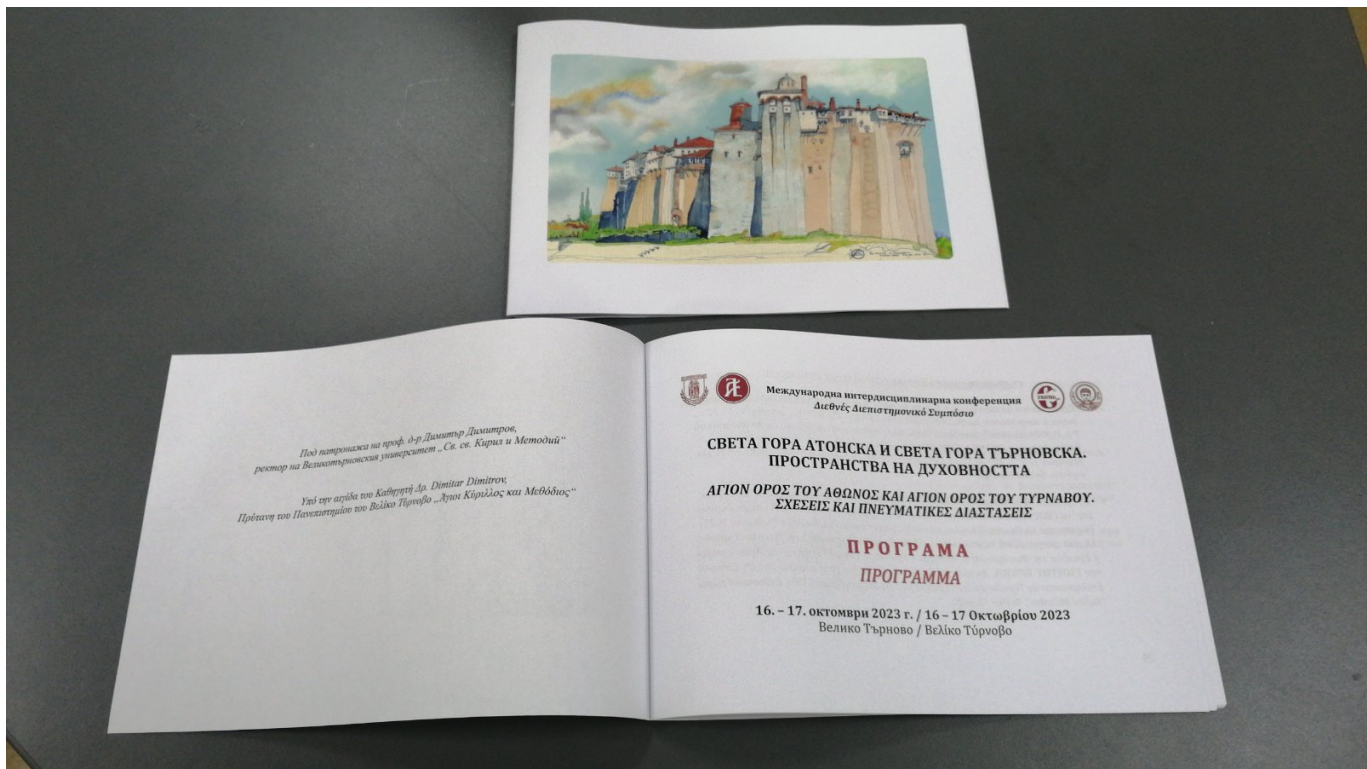 Под патронажа на проф. д-р Димитър Димитров,
ректор на Великотърновския университет „Св. св. Кирил и Методий“
Υπό την αιγίδα του Καθηγητή Δρ. Dimitar Dimitrov,
Πρύτανη του Πανεπιστημίου του Βελίκο Τίρνοβο „Άγιοι Κύριλλος και Μεθόδιος“
Международна интердисциплинарна конференция
Διεθνές Διεπιστημονικό Συμπόσιο
СВЕТА ГОРА АТОНСКА И СВЕТА ГОРА ТЪРНОВСКА.
ПРОСТРАНСТВА НА ДУХОВНОСТТА
ΑΓΙΟΝ ΟΡΟΣ ΤΟΥ ΑΘΩΝΟΣ ΚΑΙ ΑΓΙΟΝ ΟΡΟΣ ΤΟΥ ΤΥΡΝΑΒΟΥ.
ΣΧΕΣΕΙΣ ΚΑΙ ΠΝΕΥΜΑΤΙΚΕΣ ΔΙΑΣΤΑΣΕΙΣ
ПРОГРАМА
ΠΡΟΓΡΑΜΜΑ
16. – 17. октомври 2023 г. / 16 – 17 Οκτωβρίου 2023
Велико Търново / Βελίκο Τύρνοβο